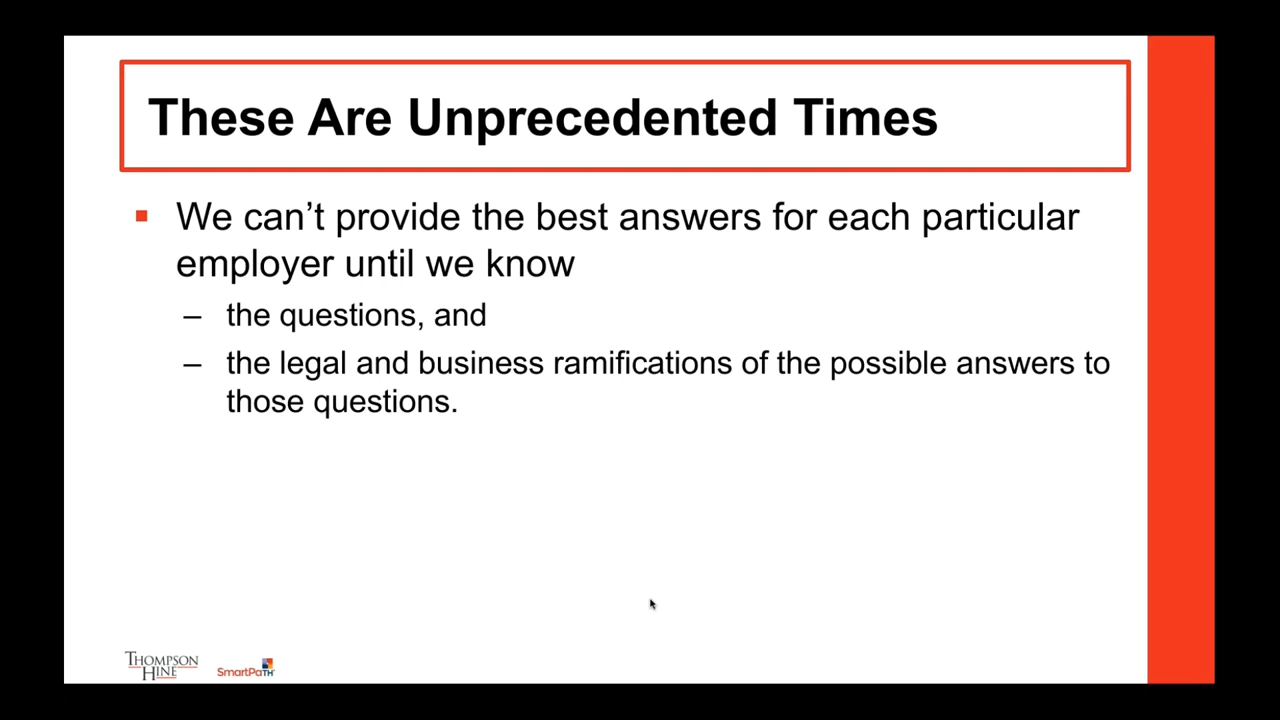 These Are Unprecedented Times
▪ We can’t provide the best answers for each particular
employer until we know
– the questions, and
– the legal and business ramifications of the possible answers to
those questions.
THOMPSON
HINE
SmartPaTH